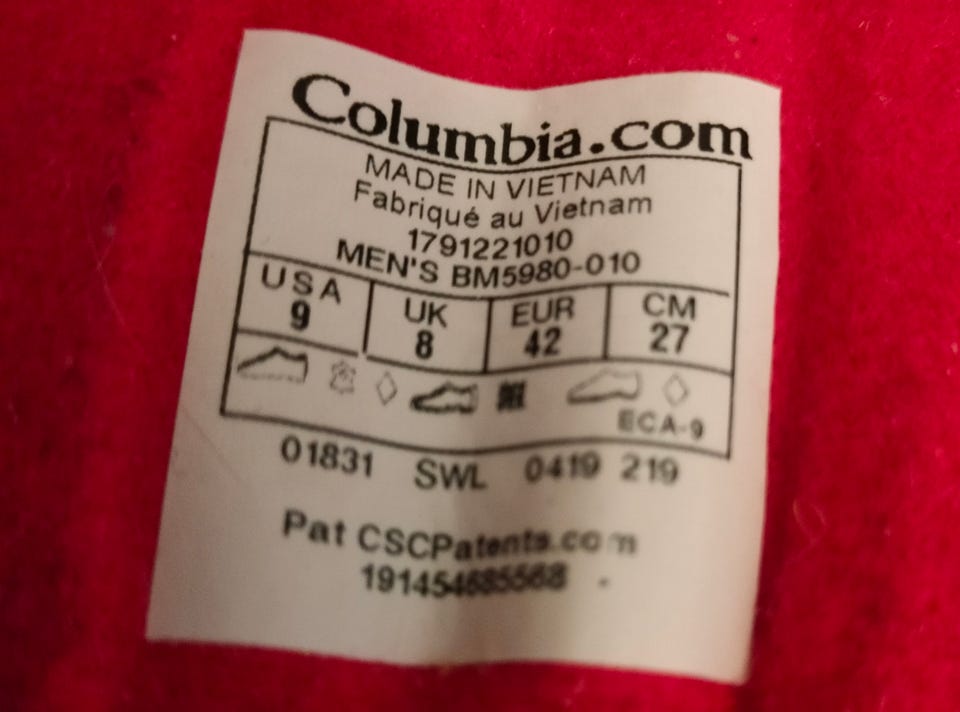 Columbia.com
MADE IN VIETNAM
Fabriqué au Vietnam
1791221010
MEN'S BM5980-010
USA UK EUR CM
9 8 42 27
ECA-9
01831 SWL 0419 219
Pat CSCPatents.com